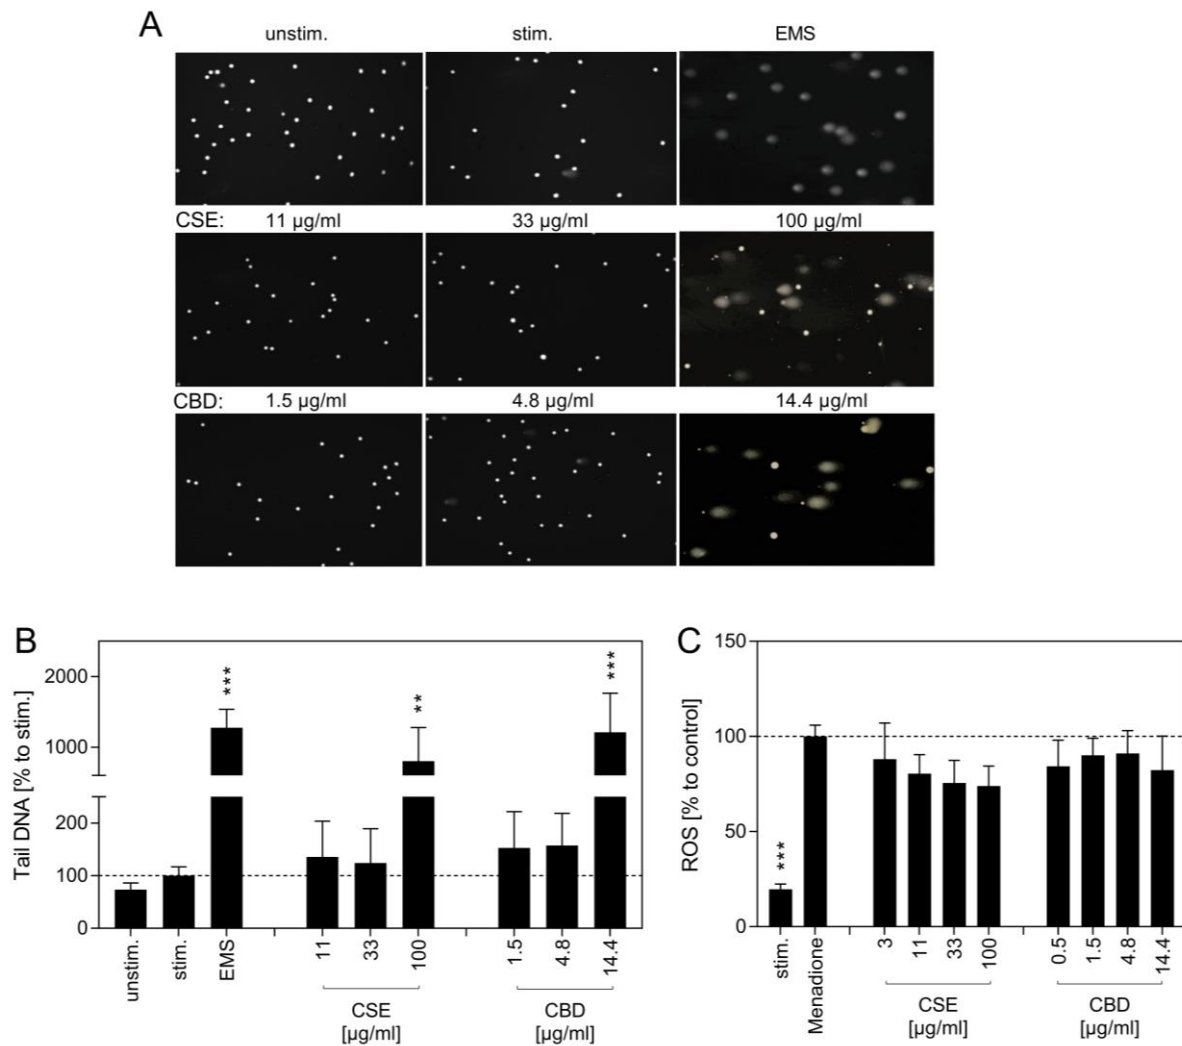 A
unstim. stim. EMS
CSE: 11 µg/ml 33 µg/ml 100 µg/ml
CBD: 1.5 µg/ml 4.8 µg/ml 14.4 µg/ml
B
Tail DNA [% to stim.]
2000
1000
200
100
0
*** ** ***
unstim. stim. EMS 11 33 100 1.5 4.8 14.4
CSE CBD
[µg/ml] [µg/ml]
C
ROS [% to control]
150
100
50
0
***
stim. Menadione 3 11 33 100 0.5 1.5 4.8 14.4
CSE CBD
[µg/ml] [µg/ml]